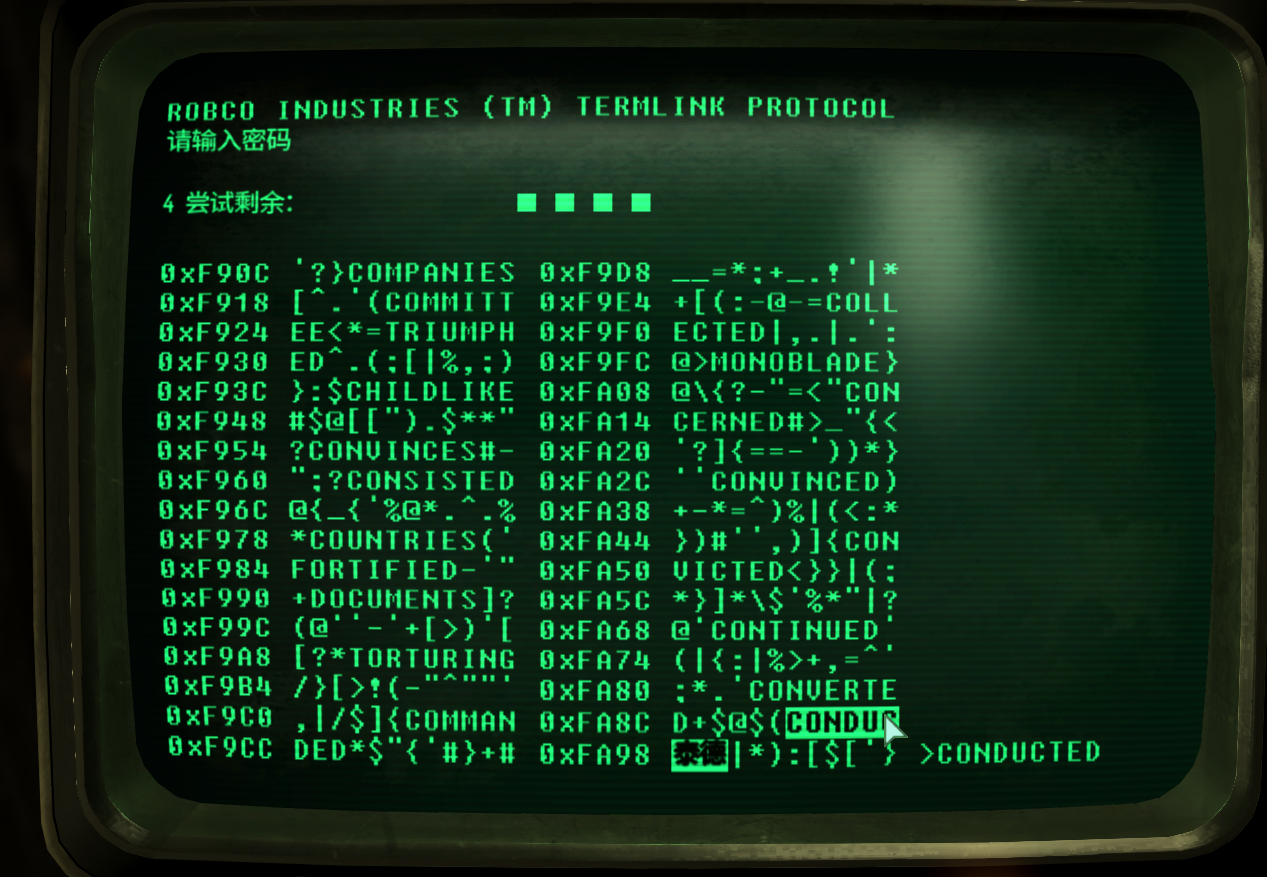 ROBCO INDUSTRIES (TM) TERMLINK PROTOCOL
请输入密码
4 尝试剩余:
0xF90C '?}COMPANIES 0xF9D8 __=*;+_.!'|*
0xF918 [^.'(COMMITT 0xF9E4 +[(:-@-=COLL
0xF924 EE<*=TRIUMPH 0xF9F0 ECTED|,.|.':
0xF930 ED^.(:[|%,:) 0xF9FC @>MONOBLADE}
0xF93C }:$CHILDLIKE 0xFA08 @\{?-"=<"CON
0xF948 #$@[[").$**" 0xFA14 CERNED#>_"{<
0xF954 ?CONVINCES#- 0xFA20 '?]{==-'))*}
0xF960 ";?CONSISTED 0xFA2C ''CONVINCED)
0xF96C @{_{'%@*.^.% 0xFA38 +-*=^)%|(<:*
0xF978 *COUNTRIES(' 0xFA44 })#'',)]{CON
0xF984 FORTIFIED-'" 0xFA50 VICTED<}}|(;
0xF990 +DOCUMENTS]? 0xFA5C *}]*\$'%*"|?
0xF99C (@''-'+[>)'[ 0xFA68 @'CONTINUED'
0xF9A8 [?*TORTURING 0xFA74 (|{:|%>+,=^'
0xF9B4 /}[>!(-"^""' 0xFA80 ;*.'CONVERTE
0xF9C0 ,|/$]{COMMAN 0xFA8C D+$@$(CONDUC
0xF9CC DED*$"{'#}+# 0xFA98 泰德|*):[$['} >CONDUCTED